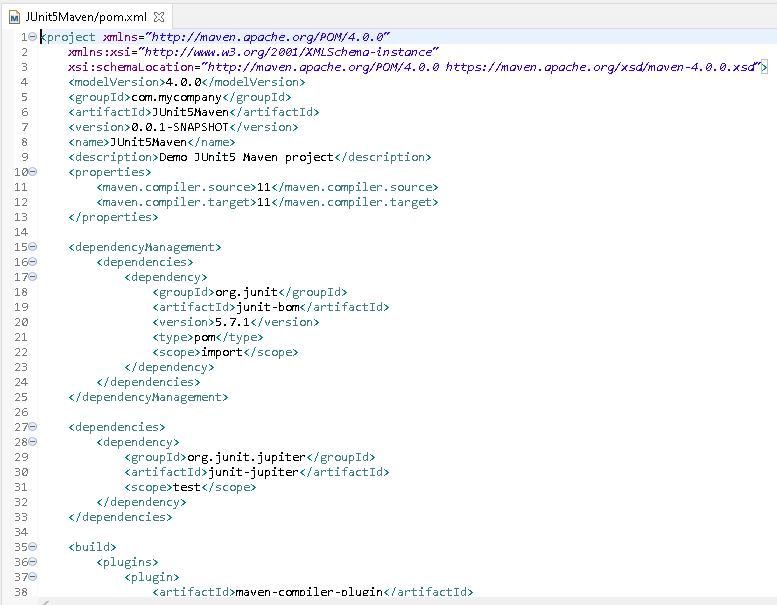 JUnit5Maven/pom.xml
1 <project xmlns="http://maven.apache.org/POM/4.0.0"
2 xmlns:xsi="http://www.w3.org/2001/XMLSchema-instance"
3 xsi:schemaLocation="http://maven.apache.org/POM/4.0.0 https://maven.apache.org/xsd/maven-4.0.0.xsd">
4 <modelVersion>4.0.0</modelVersion>
5 <groupId>com.mycompany</groupId>
6 <artifactId>JUnit5Maven</artifactId>
7 <version>0.0.1-SNAPSHOT</version>
8 <name>JUnit5Maven</name>
9 <description>Demo JUnit5 Maven project</description>
10 <properties>
11 <maven.compiler.source>11</maven.compiler.source>
12 <maven.compiler.target>11</maven.compiler.target>
13 </properties>
14
15 <dependencyManagement>
16 <dependencies>
17 <dependency>
18 <groupId>org.junit</groupId>
19 <artifactId>junit-bom</artifactId>
20 <version>5.7.1</version>
21 <type>pom</type>
22 <scope>import</scope>
23 </dependency>
24 </dependencies>
25 </dependencyManagement>
26
27 <dependencies>
28 <dependency>
29 <groupId>org.junit.jupiter</groupId>
30 <artifactId>junit-jupiter</artifactId>
31 <scope>test</scope>
32 </dependency>
33 </dependencies>
34
35 <build>
36 <plugins>
37 <plugin>
38 <artifactId>maven-compiler-plugin</artifactId>